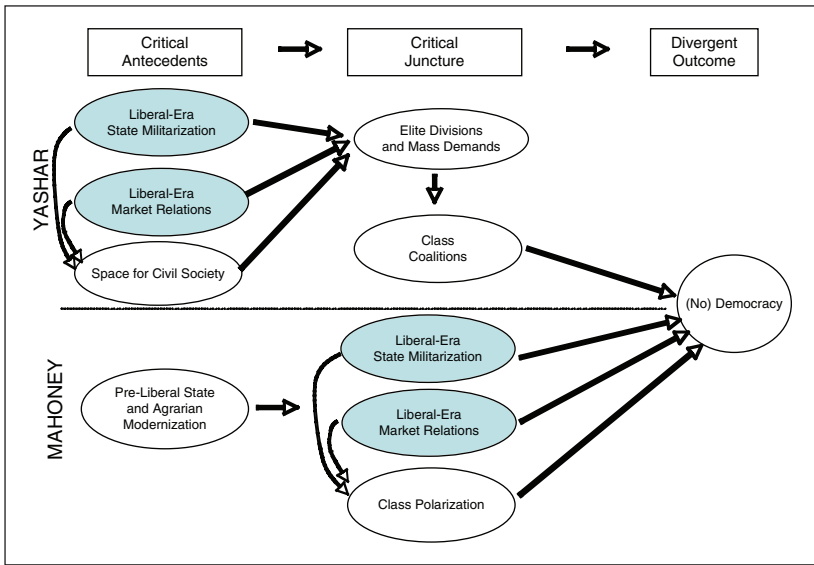 Critical
Antecedents
Critical
Juncture
Divergent
Outcome
YASHAR
Liberal-Era
State Militarization
Liberal-Era
Market Relations
Space for Civil Society
Elite Divisions
and Mass Demands
Class
Coalitions
(No) Democracy
MAHONEY
Pre-Liberal State
and Agrarian
Modernization
Liberal-Era
State Militarization
Liberal-Era
Market Relations
Class Polarization